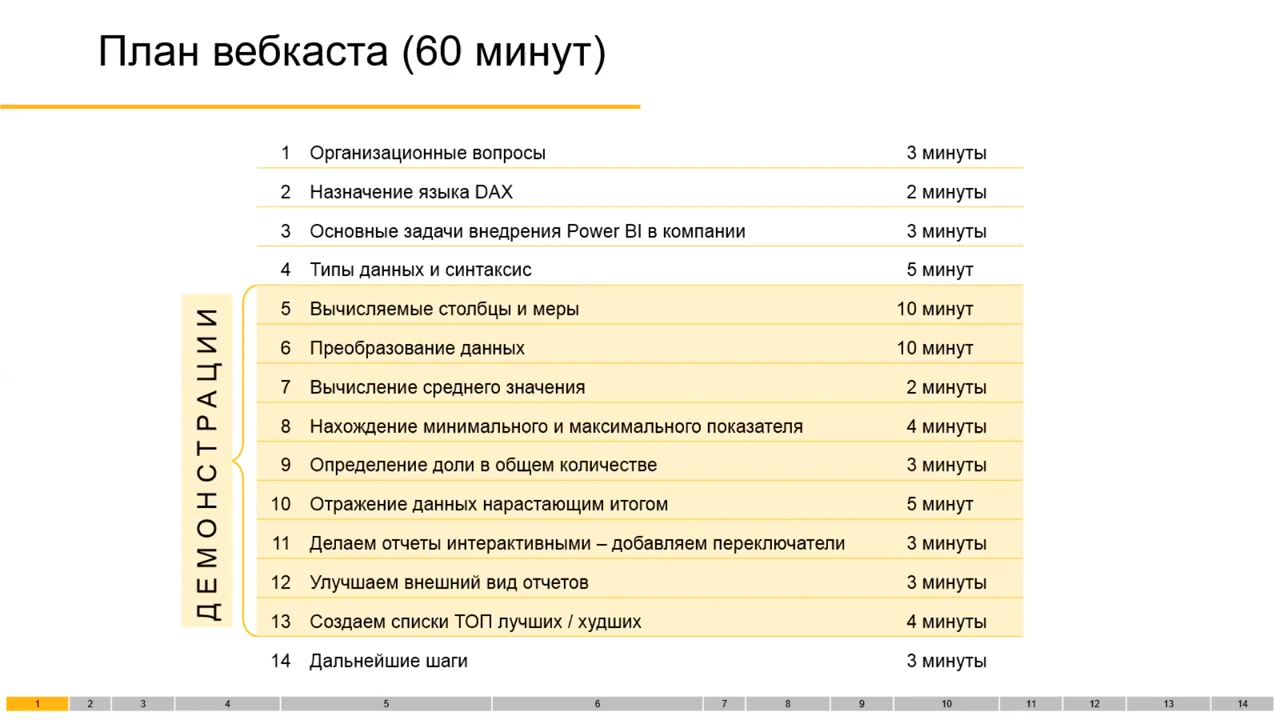 План вебкаста (60 минут)
1 Организационные вопросы 3 минуты
2 Назначение языка DAX 2 минуты
3 Основные задачи внедрения Power BI в компании 3 минуты
4 Типы данных и синтаксис 5 минут
ДЕМОНСТРАЦИИ
5 Вычисляемые столбцы и меры 10 минут
6 Преобразование данных 10 минут
7 Вычисление среднего значения 2 минуты
8 Нахождение минимального и максимального показателя 4 минуты
9 Определение доли в общем количестве 3 минуты
10 Отражение данных нарастающим итогом 5 минут
11 Делаем отчеты интерактивными – добавляем переключатели 3 минуты
12 Улучшаем внешний вид отчетов 3 минуты
13 Создаем списки ТОП лучших / худших 4 минуты
14 Дальнейшие шаги 3 минуты
1 2 3 4 5 6 7 8 9 10 11 12 13 14